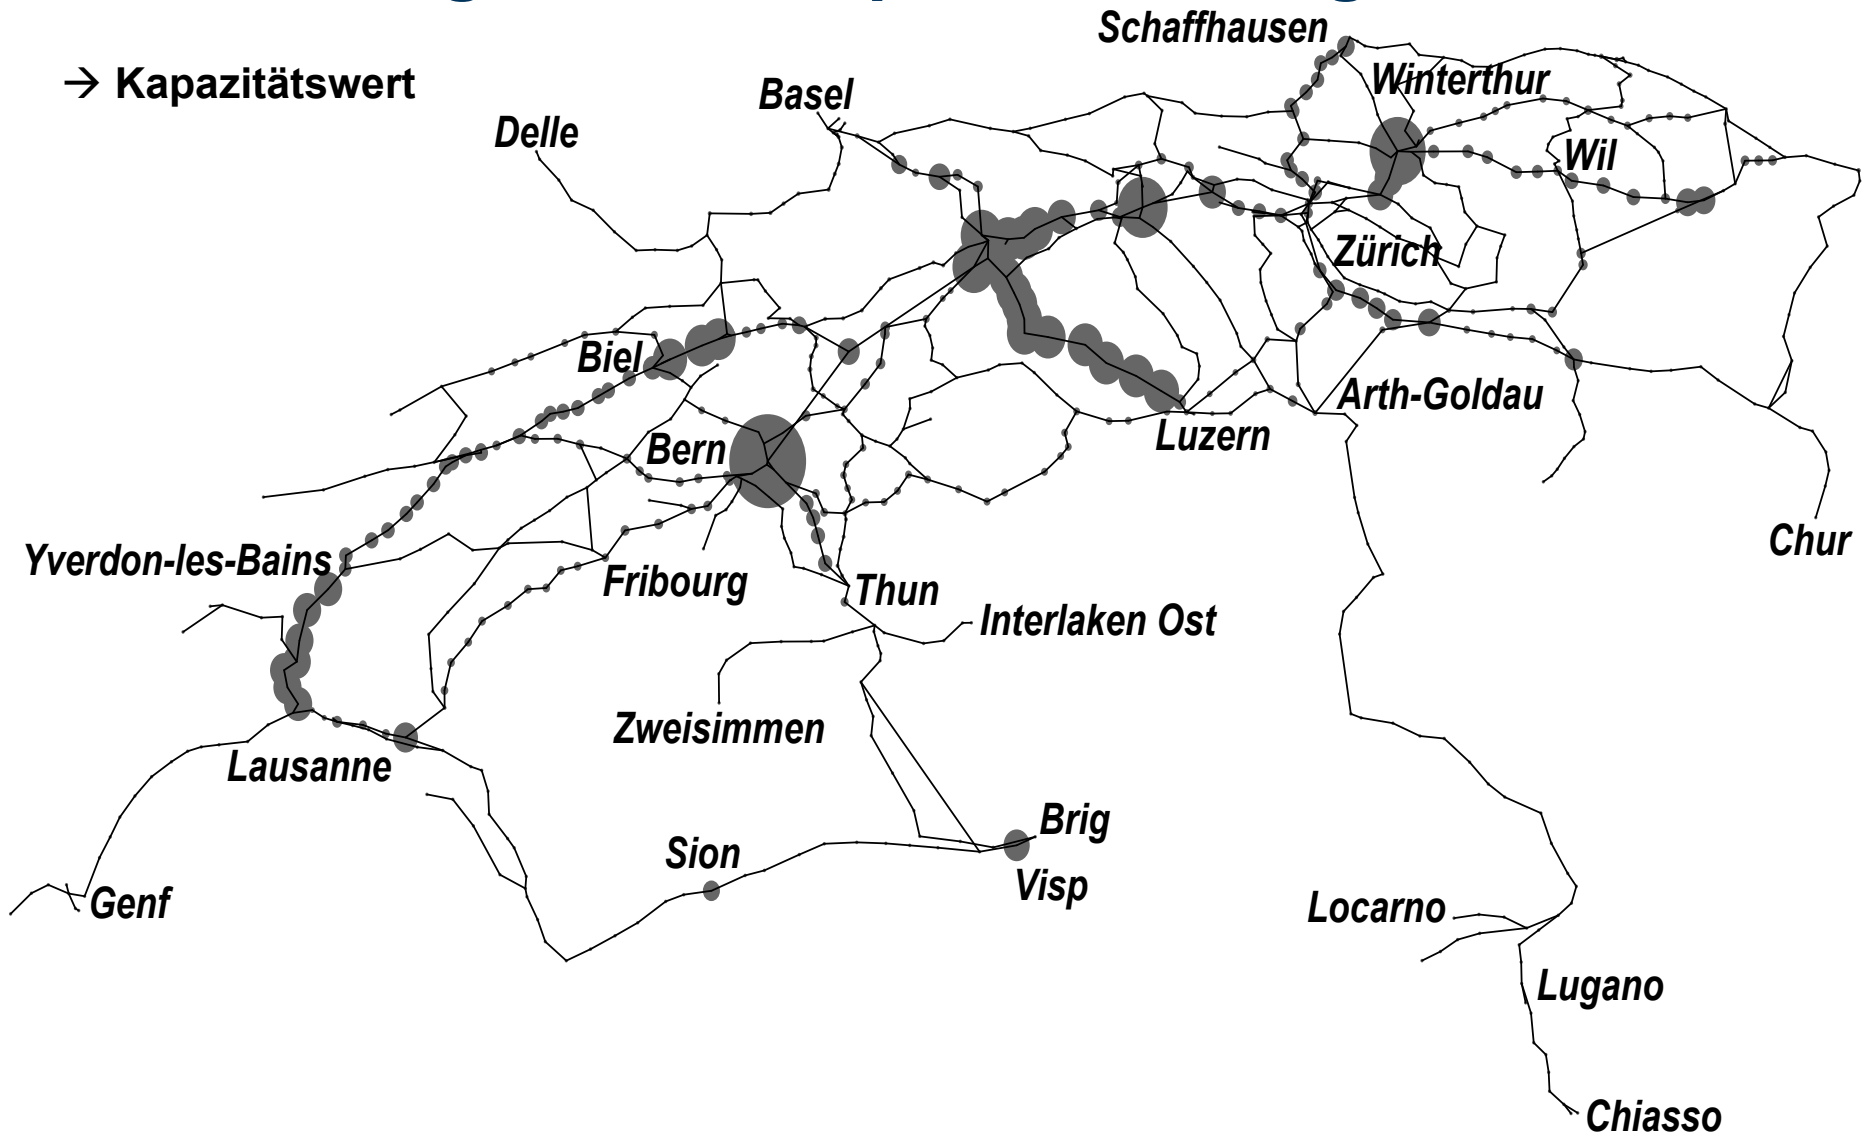 Schaffhausen
→ Kapazitätswert
Winterthur
Basel
Delle
Wil
Zürich
Biel
Arth-Goldau
Bern
Luzern
Chur
Yverdon-les-Bains
Fribourg
Thun
Interlaken Ost
Zweisimmen
Lausanne
Brig
Sion
Visp
Genf
Locarno
Lugano
Chiasso